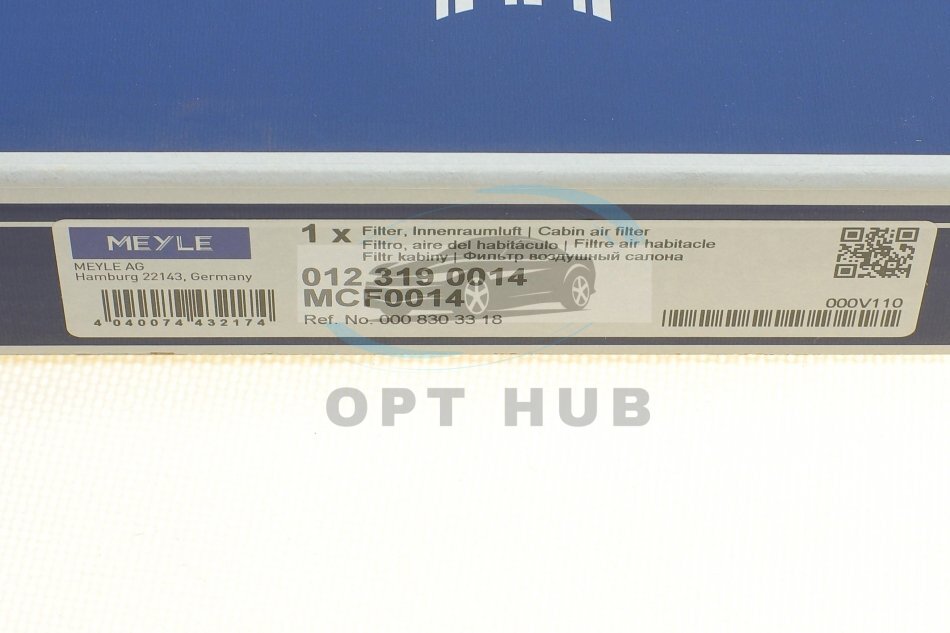 MEYLE
MEYLE AG
Hamburg 22143, Germany
4 040074 432174
1 x Filter, Innenraumluft | Cabin air filter
Filtro, aire del habitáculo | Filtre air habitacle
Filtr kabiny | Фильтр воздушный салона
012 319 0014
MCF0014
Ref. No. 000 830 33 18
000V110
OPT HUB